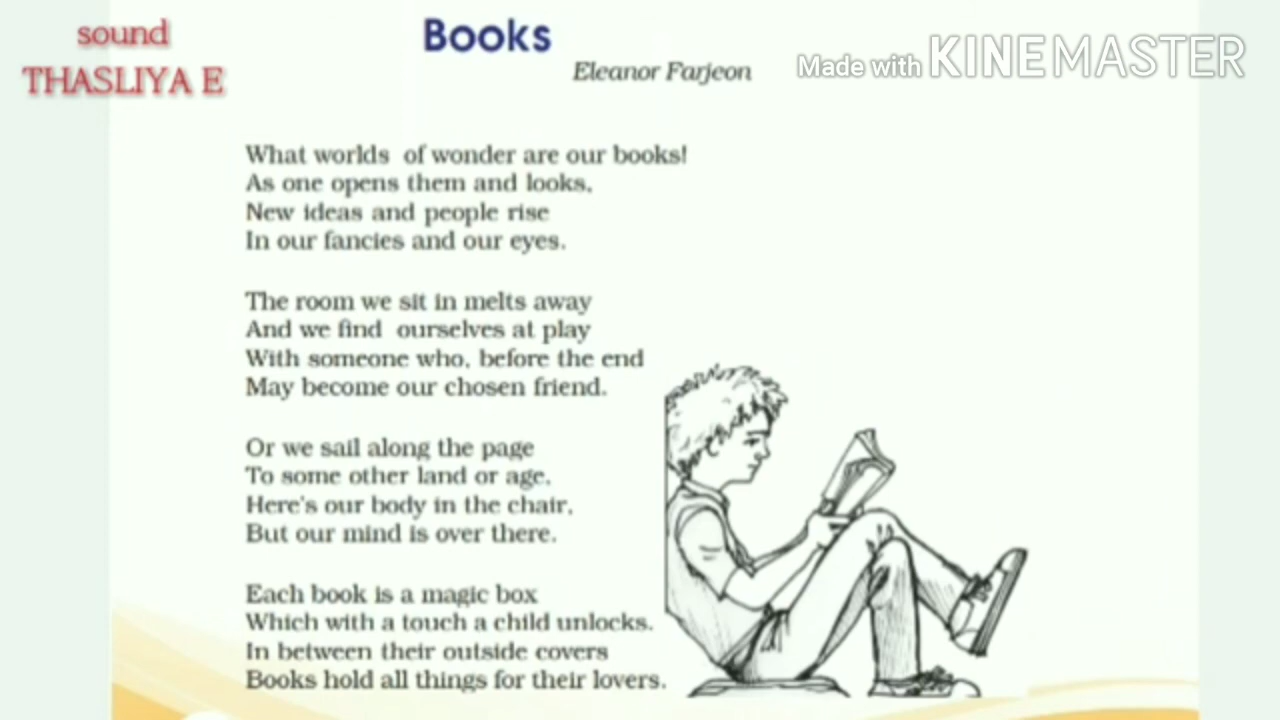 sound
THASLIYA E
Books
Eleanor Farjeon
Made with KINEMASTER
What worlds of wonder are our books!
As one opens them and looks,
New ideas and people rise
In our fancies and our eyes.
The room we sit in melts away
And we find ourselves at play
With someone who, before the end
May become our chosen friend.
Or we sail along the page
To some other land or age.
Here's our body in the chair,
But our mind is over there.
Each book is a magic box
Which with a touch a child unlocks.
In between their outside covers
Books hold all things for their lovers.